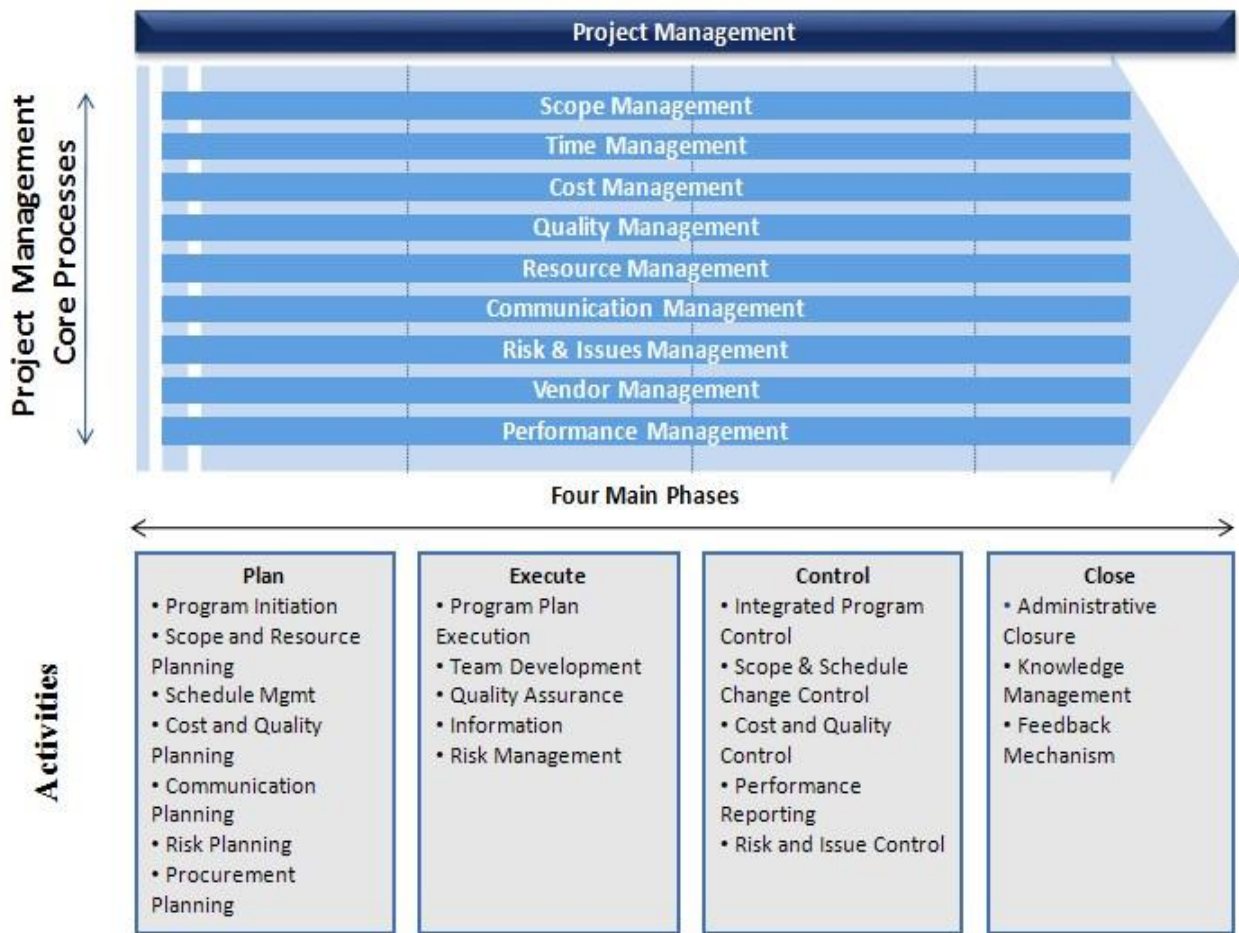 Project Management
Project Management
Core Processes
Scope Management
Time Management
Cost Management
Quality Management
Resource Management
Communication Management
Risk & Issues Management
Vendor Management
Performance Management
Four Main Phases
Activities
Plan
• Program Initiation
• Scope and Resource
Planning
• Schedule Mgmt
• Cost and Quality
Planning
• Communication
Planning
• Risk Planning
• Procurement
Planning
Execute
• Program Plan
Execution
• Team Development
• Quality Assurance
• Information
• Risk Management
Control
• Integrated Program
Control
• Scope & Schedule
Change Control
• Cost and Quality
Control
• Performance
Reporting
• Risk and Issue Control
Close
• Administrative
Closure
• Knowledge
Management
• Feedback
Mechanism